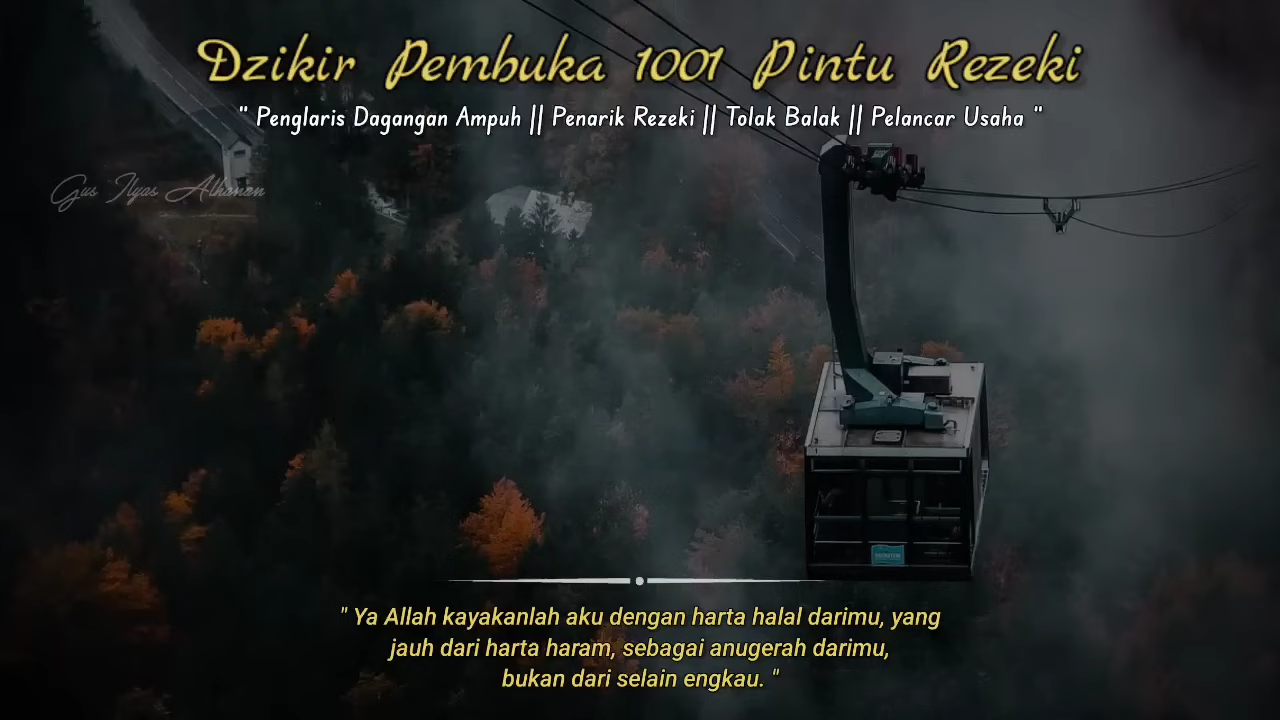 Dzikir Pembuka 1001 Pintu Rezeki
" Penglaris Dagangan Ampuh || Penarik Rezeki || Tolak Balak || Pelancar Usaha "
Gus Ilyas Alhanan
" Ya Allah kayakanlah aku dengan harta halal darimu, yang
jauh dari harta haram, sebagai anugerah darimu,
bukan dari selain engkau. "